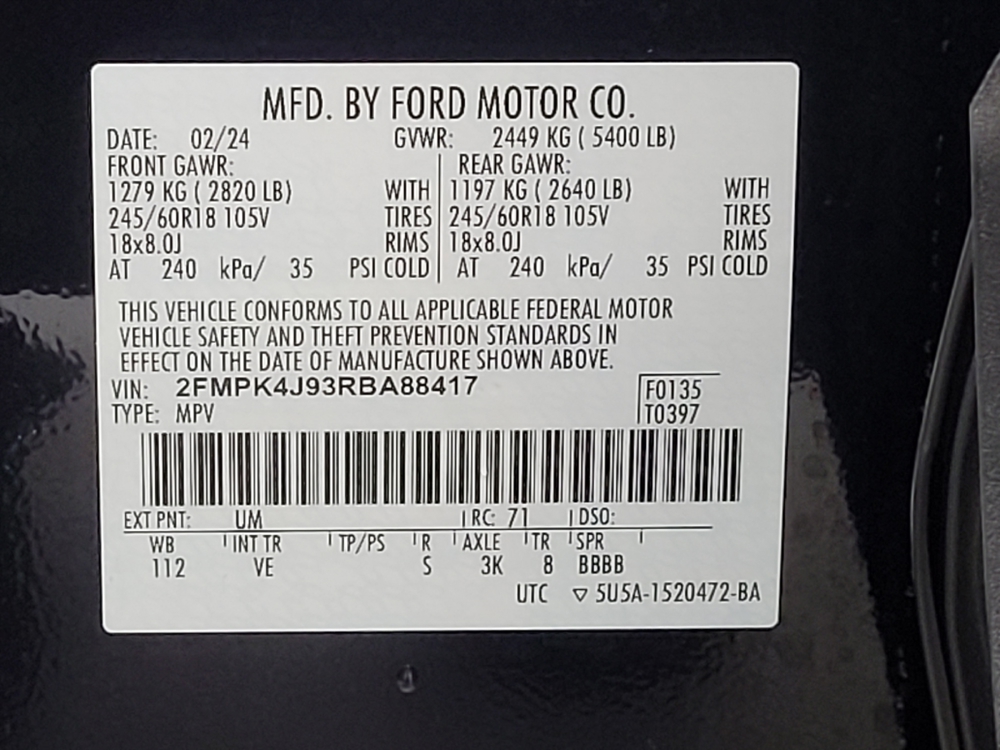 MFD. BY FORD MOTOR CO.
DATE: 02/24 GVWR: 2449 KG ( 5400 LB)
FRONT GAWR: REAR GAWR:
1279 KG ( 2820 LB) WITH 1197 KG ( 2640 LB) WITH
245/60R18 105V TIRES 245/60R18 105V TIRES
18x8.0J RIMS 18x8.0J RIMS
AT 240 kPa/ 35 PSI COLD AT 240 kPa/ 35 PSI COLD
THIS VEHICLE CONFORMS TO ALL APPLICABLE FEDERAL MOTOR
VEHICLE SAFETY AND THEFT PREVENTION STANDARDS IN
EFFECT ON THE DATE OF MANUFACTURE SHOWN ABOVE.
VIN: 2FMPK4J93RBA88417 F0135
TYPE: MPV T0397
EXT PNT: UM RC: 71 DSO:
WB INT TR TP/PS R AXLE TR SPR
112 VE S 3K 8 BBBB
UTC ▽ 5U5A-1520472-BA